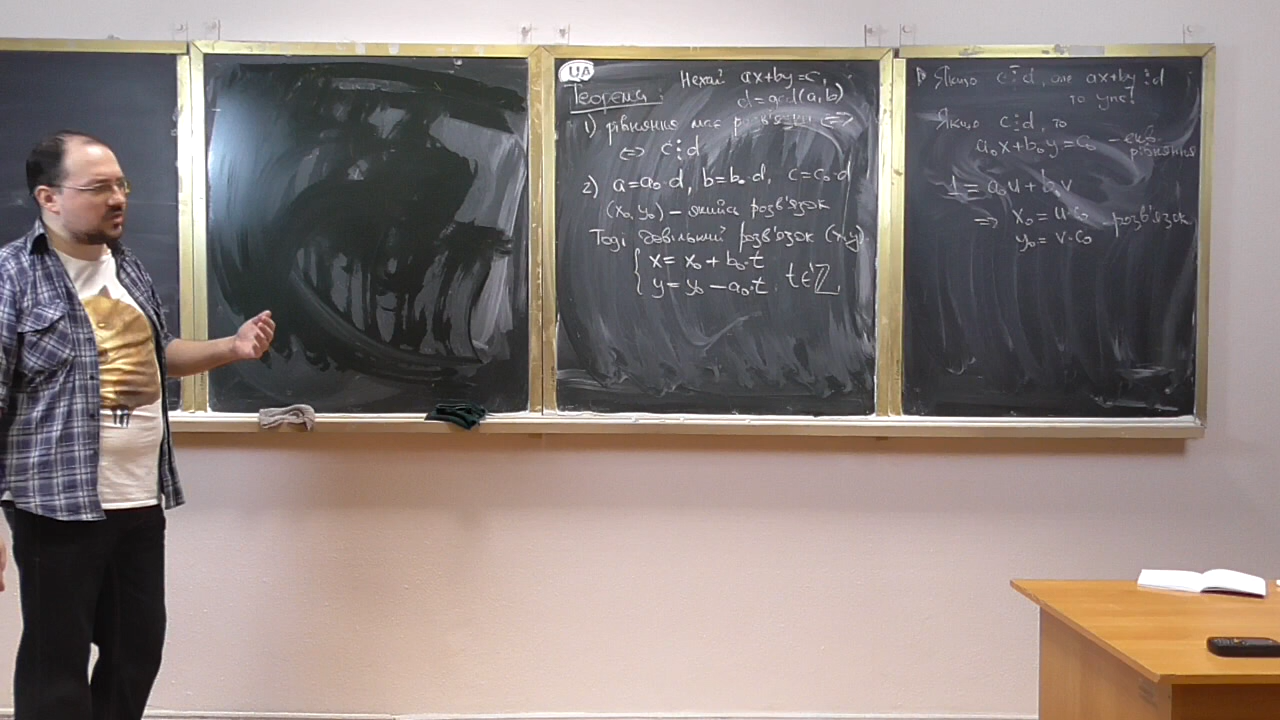 UA
Нехай ax+by=c,
Теорема: d=gcd(a,b)
1) рівняння має розв'язки <=>
<=> c⋮d
2) a=a₀·d, b=b₀·d, c=c₀·d
(x₀, y₀) – якийсь розв'язок
Тоді довільний розв'язок (x,y):
{ x = x₀ + b₀·t
{ y = y₀ – a₀·t, t∈ℤ
Якщо c⋮d, але ax+by⋮d
то упс!
Якщо c⋮d, то
a₀x+b₀y=c₀ – екв.
рівняння
1 = a₀u + b₀v
=> x₀ = u·c₀ розв'язок
y₀ = v·c₀